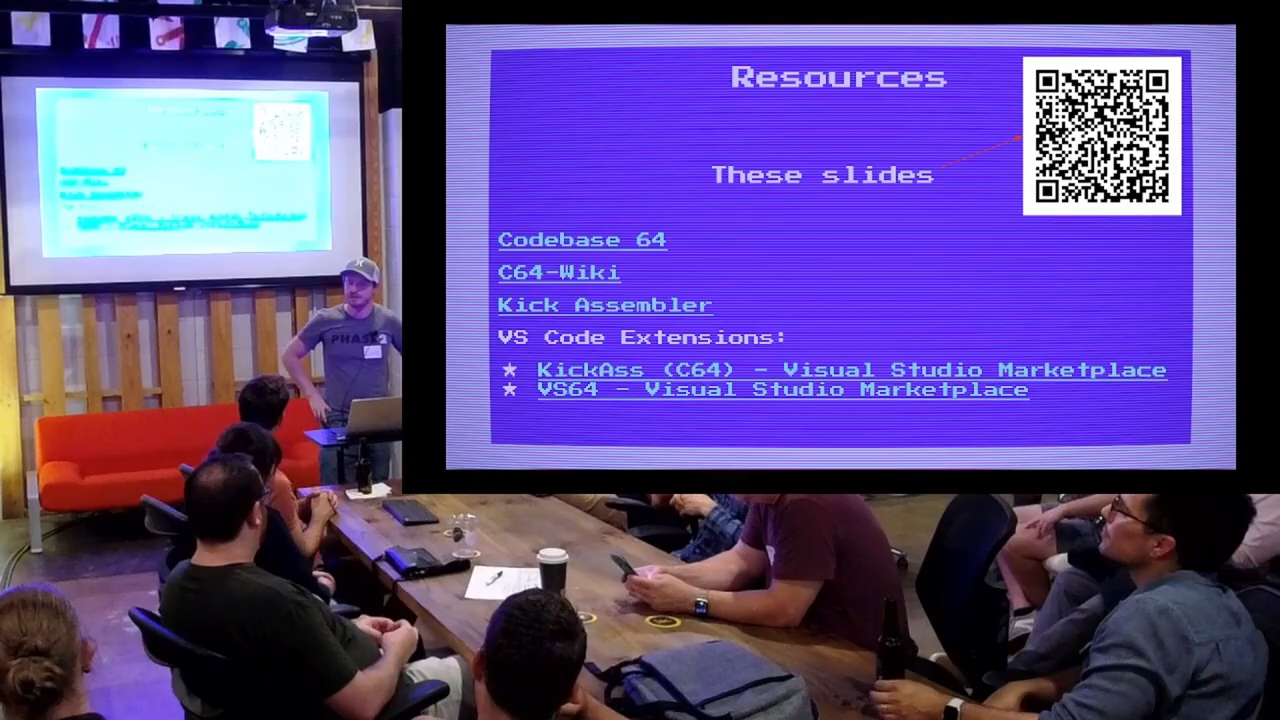 Resources
These slides
Codebase 64
C64-Wiki
Kick Assembler
VS Code Extensions:
★ KickAss (C64) - Visual Studio Marketplace
★ VS64 - Visual Studio Marketplace
PHASE2